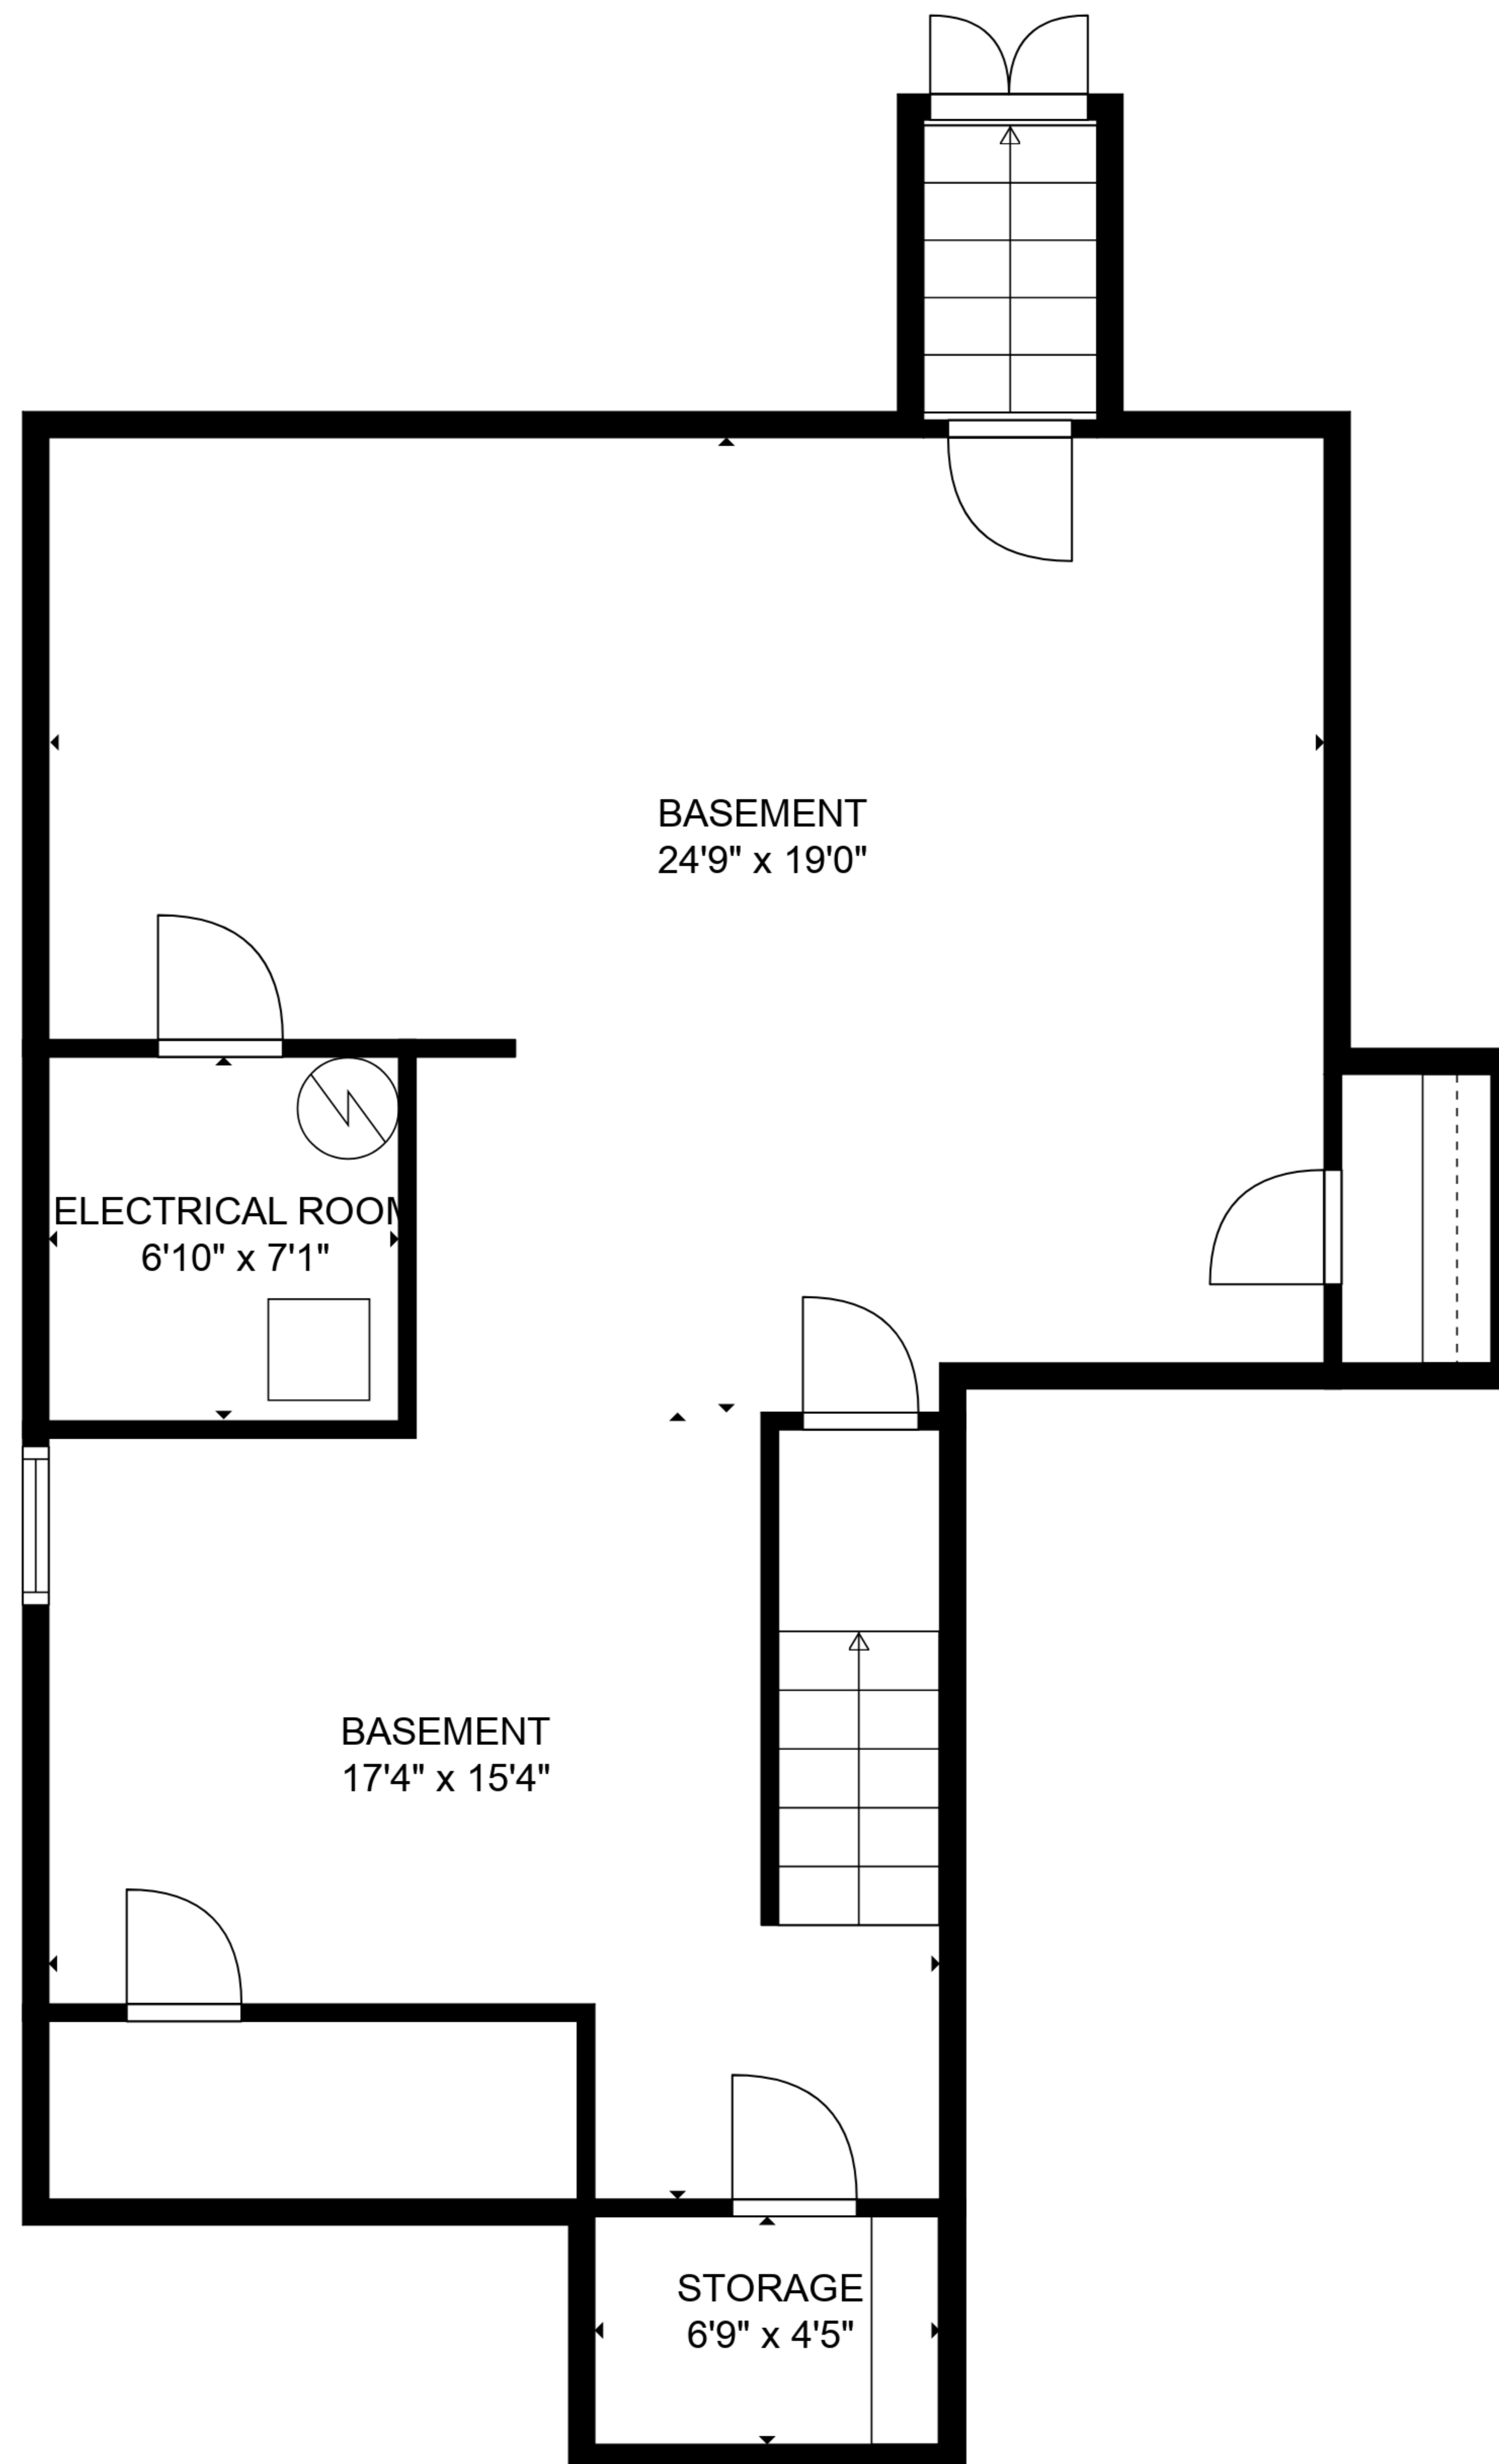 BASEMENT
24'9" x 19'0"
ELECTRICAL ROOM
6'10" x 7'1"
BASEMENT
17'4" x 15'4"
STORAGE
6'9" x 4'5"